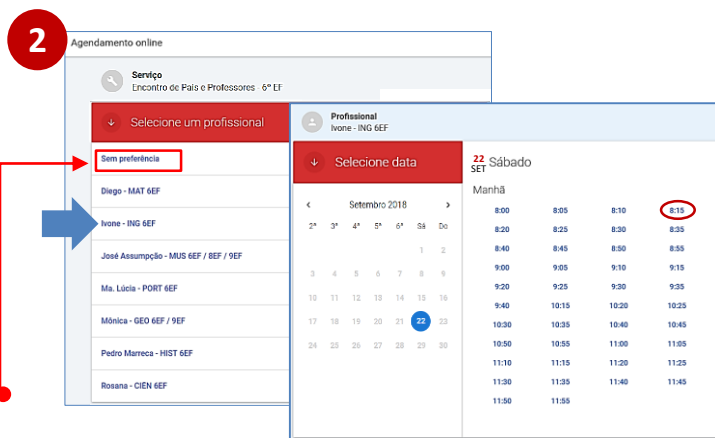 2
Agendamento online
Serviço
Encontro de Pais e Professores - 6º EF
Selecione um profissional
Sem preferência
Diego - MAT 6EF
Ivone - ING 6EF
José Assumpção - MUS 6EF / 8EF / 9EF
Ma. Lúcia - PORT 6EF
Mônica - GEO 6EF / 9EF
Pedro Marreca - HIST 6EF
Rosana - CIÊN 6EF
Profissional
Ivone - ING 6EF
Selecione data
Setembro 2018
2ª 3ª 4ª 5ª 6ª Sá Do
1 2
3 4 5 6 7 8 9
10 11 12 13 14 15 16
17 18 19 20 21 22 23
24 25 26 27 28 29 30
22
SET Sábado
Manhã
8:00 8:05 8:10 8:15
8:20 8:25 8:30 8:35
8:40 8:45 8:50 8:55
9:00 9:05 9:10 9:15
9:20 9:25 9:30 9:35
9:40 10:15 10:20 10:25
10:30 10:35 10:40 10:45
10:50 10:55 11:00 11:05
11:10 11:15 11:20 11:25
11:30 11:35 11:40 11:45
11:50 11:55